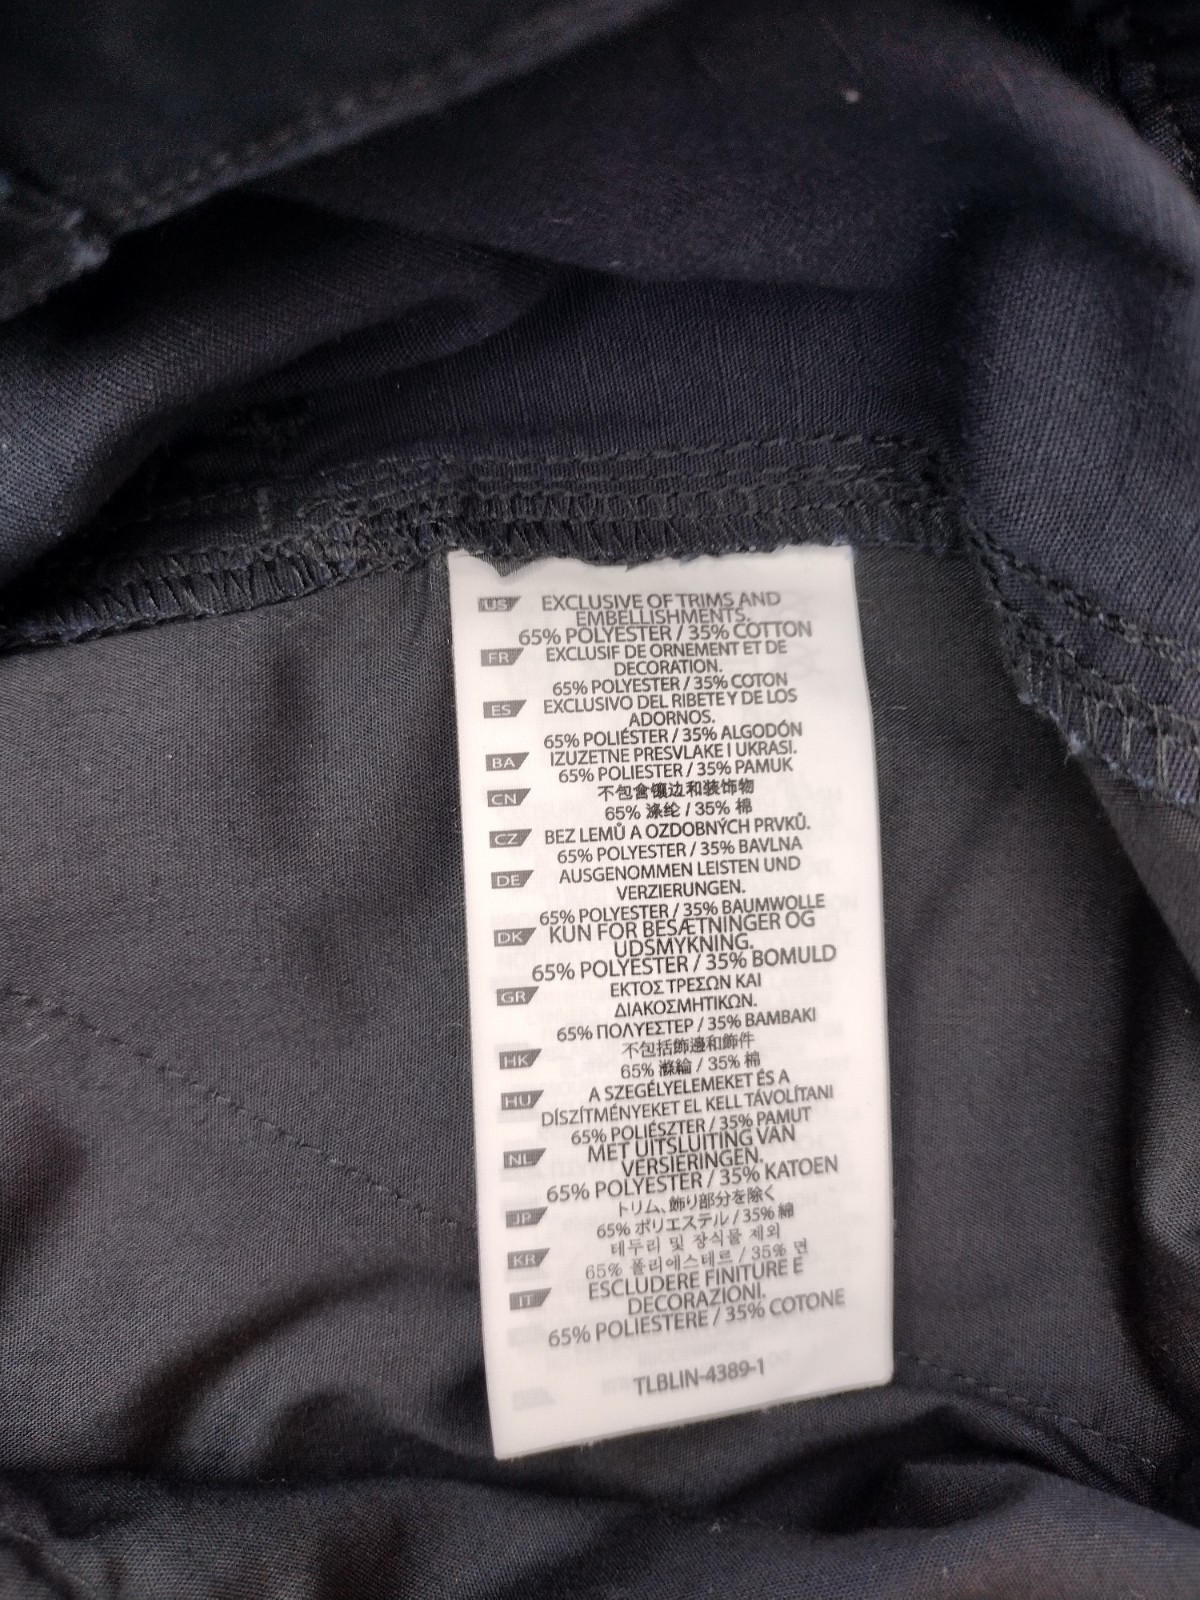 US EXCLUSIVE OF TRIMS AND
EMBELLISHMENTS.
65% POLYESTER / 35% COTTON
FR EXCLUSIF DE ORNEMENT ET DE
DECORATION.
65% POLYESTER / 35% COTON
ES EXCLUSIVO DEL RIBETE Y DE LOS
ADORNOS.
65% POLIÉSTER / 35% ALGODÓN
BA IZUZETNE PRESVLAKE I UKRASI.
65% POLIESTER / 35% PAMUK
CN 不包含镶边和装饰物
65% 涤纶 / 35% 棉
CZ BEZ LEMŮ A OZDOBNÝCH PRVKŮ.
65% POLYESTER / 35% BAVLNA
DE AUSGENOMMEN LEISTEN UND
VERZIERUNGEN.
65% POLYESTER / 35% BAUMWOLLE
DK KUN FOR BESÆTNINGER OG
UDSMYKNING.
65% POLYESTER / 35% BOMULD
GR ΕΚΤΟΣ ΤΡΕΣΩΝ ΚΑΙ
ΔΙΑΚΟΣΜΗΤΙΚΩΝ.
65% ΠΟΛΥΕΣΤΕΡ / 35% ΒΑΜΒΑΚΙ
HK 不包括飾邊和飾件
65% 滌綸 / 35% 棉
HU A SZEGÉLYELEMEKET ÉS A
DÍSZÍTMÉNYEKET EL KELL TÁVOLÍTANI
65% POLIÉSZTER / 35% PAMUT
NL MET UITSLUITING VAN
VERSIERINGEN.
65% POLYESTER / 35% KATOEN
JP トリム、飾り部分を除く
65% ポリエステル / 35% 綿
KR 테두리 및 장식물 제외
65% 폴리에스테르 / 35% 면
IT ESCLUDERE FINITURE E
DECORAZIONI.
65% POLIESTERE / 35% COTONE
TLBLIN-4389-1